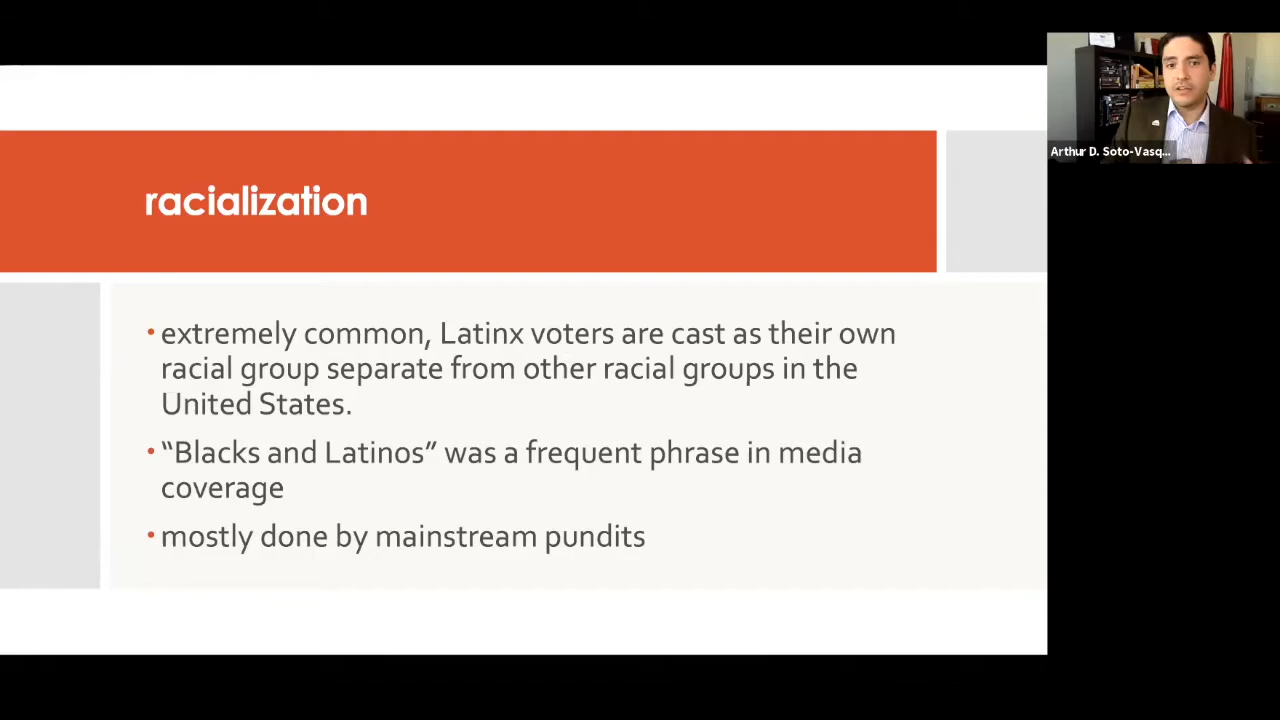 racialization
• extremely common, Latinx voters are cast as their own
racial group separate from other racial groups in the
United States.
• “Blacks and Latinos” was a frequent phrase in media
coverage
• mostly done by mainstream pundits
Arthur D. Soto-Vasq...